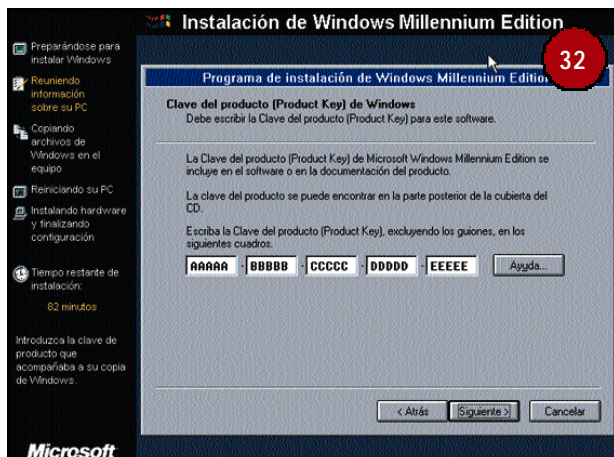 Instalación de Windows Millennium Edition
32
Preparándose para
instalar Windows
Reuniendo
información
sobre su PC
Copiando
archivos de
Windows en el
equipo
Reiniciando su PC
Instalando hardware
y finalizando
configuración
Tiempo restante de
instalación:
82 minutos
Introduzca la clave de
producto que
acompañaba a su copia
de Windows.
Microsoft
Programa de instalación de Windows Millennium Edition
Clave del producto (Product Key) de Windows
Debe escribir la Clave del producto (Product Key) para este software.
La Clave del producto (Product Key) de Microsoft Windows Millennium Edition se
incluye en el software o en la documentación del producto.
La clave del producto se puede encontrar en la parte posterior de la cubierta del
CD.
Escriba la Clave del producto (Product Key), excluyendo los guiones, en los
siguientes cuadros.
AAAAA - BBBBB - CCCCC - DDDDD - EEEEE Ayuda...
< Atrás Siguiente > Cancelar